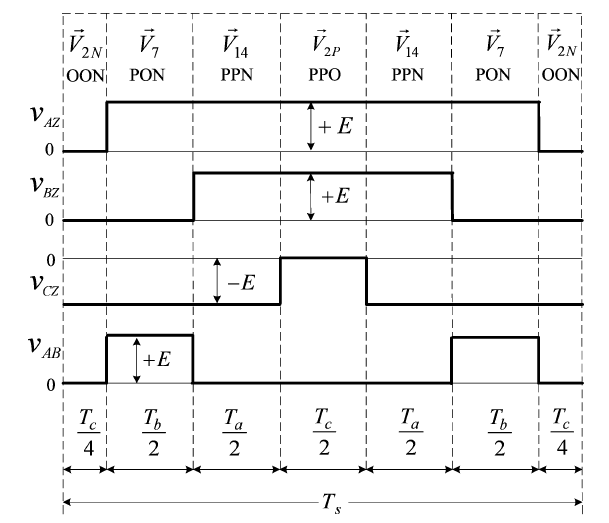 V⃗2N V⃗7 V⃗14 V⃗2P V⃗14 V⃗7 V⃗2N
OON PON PPN PPO PPN PON OON
vAZ
+ E
0
vBZ
+E
0
0
vCZ
−E
vAB
+E
0
Tc/4 Tb/2 Ta/2 Tc/2 Ta/2 Tb/2 Tc/4
Ts